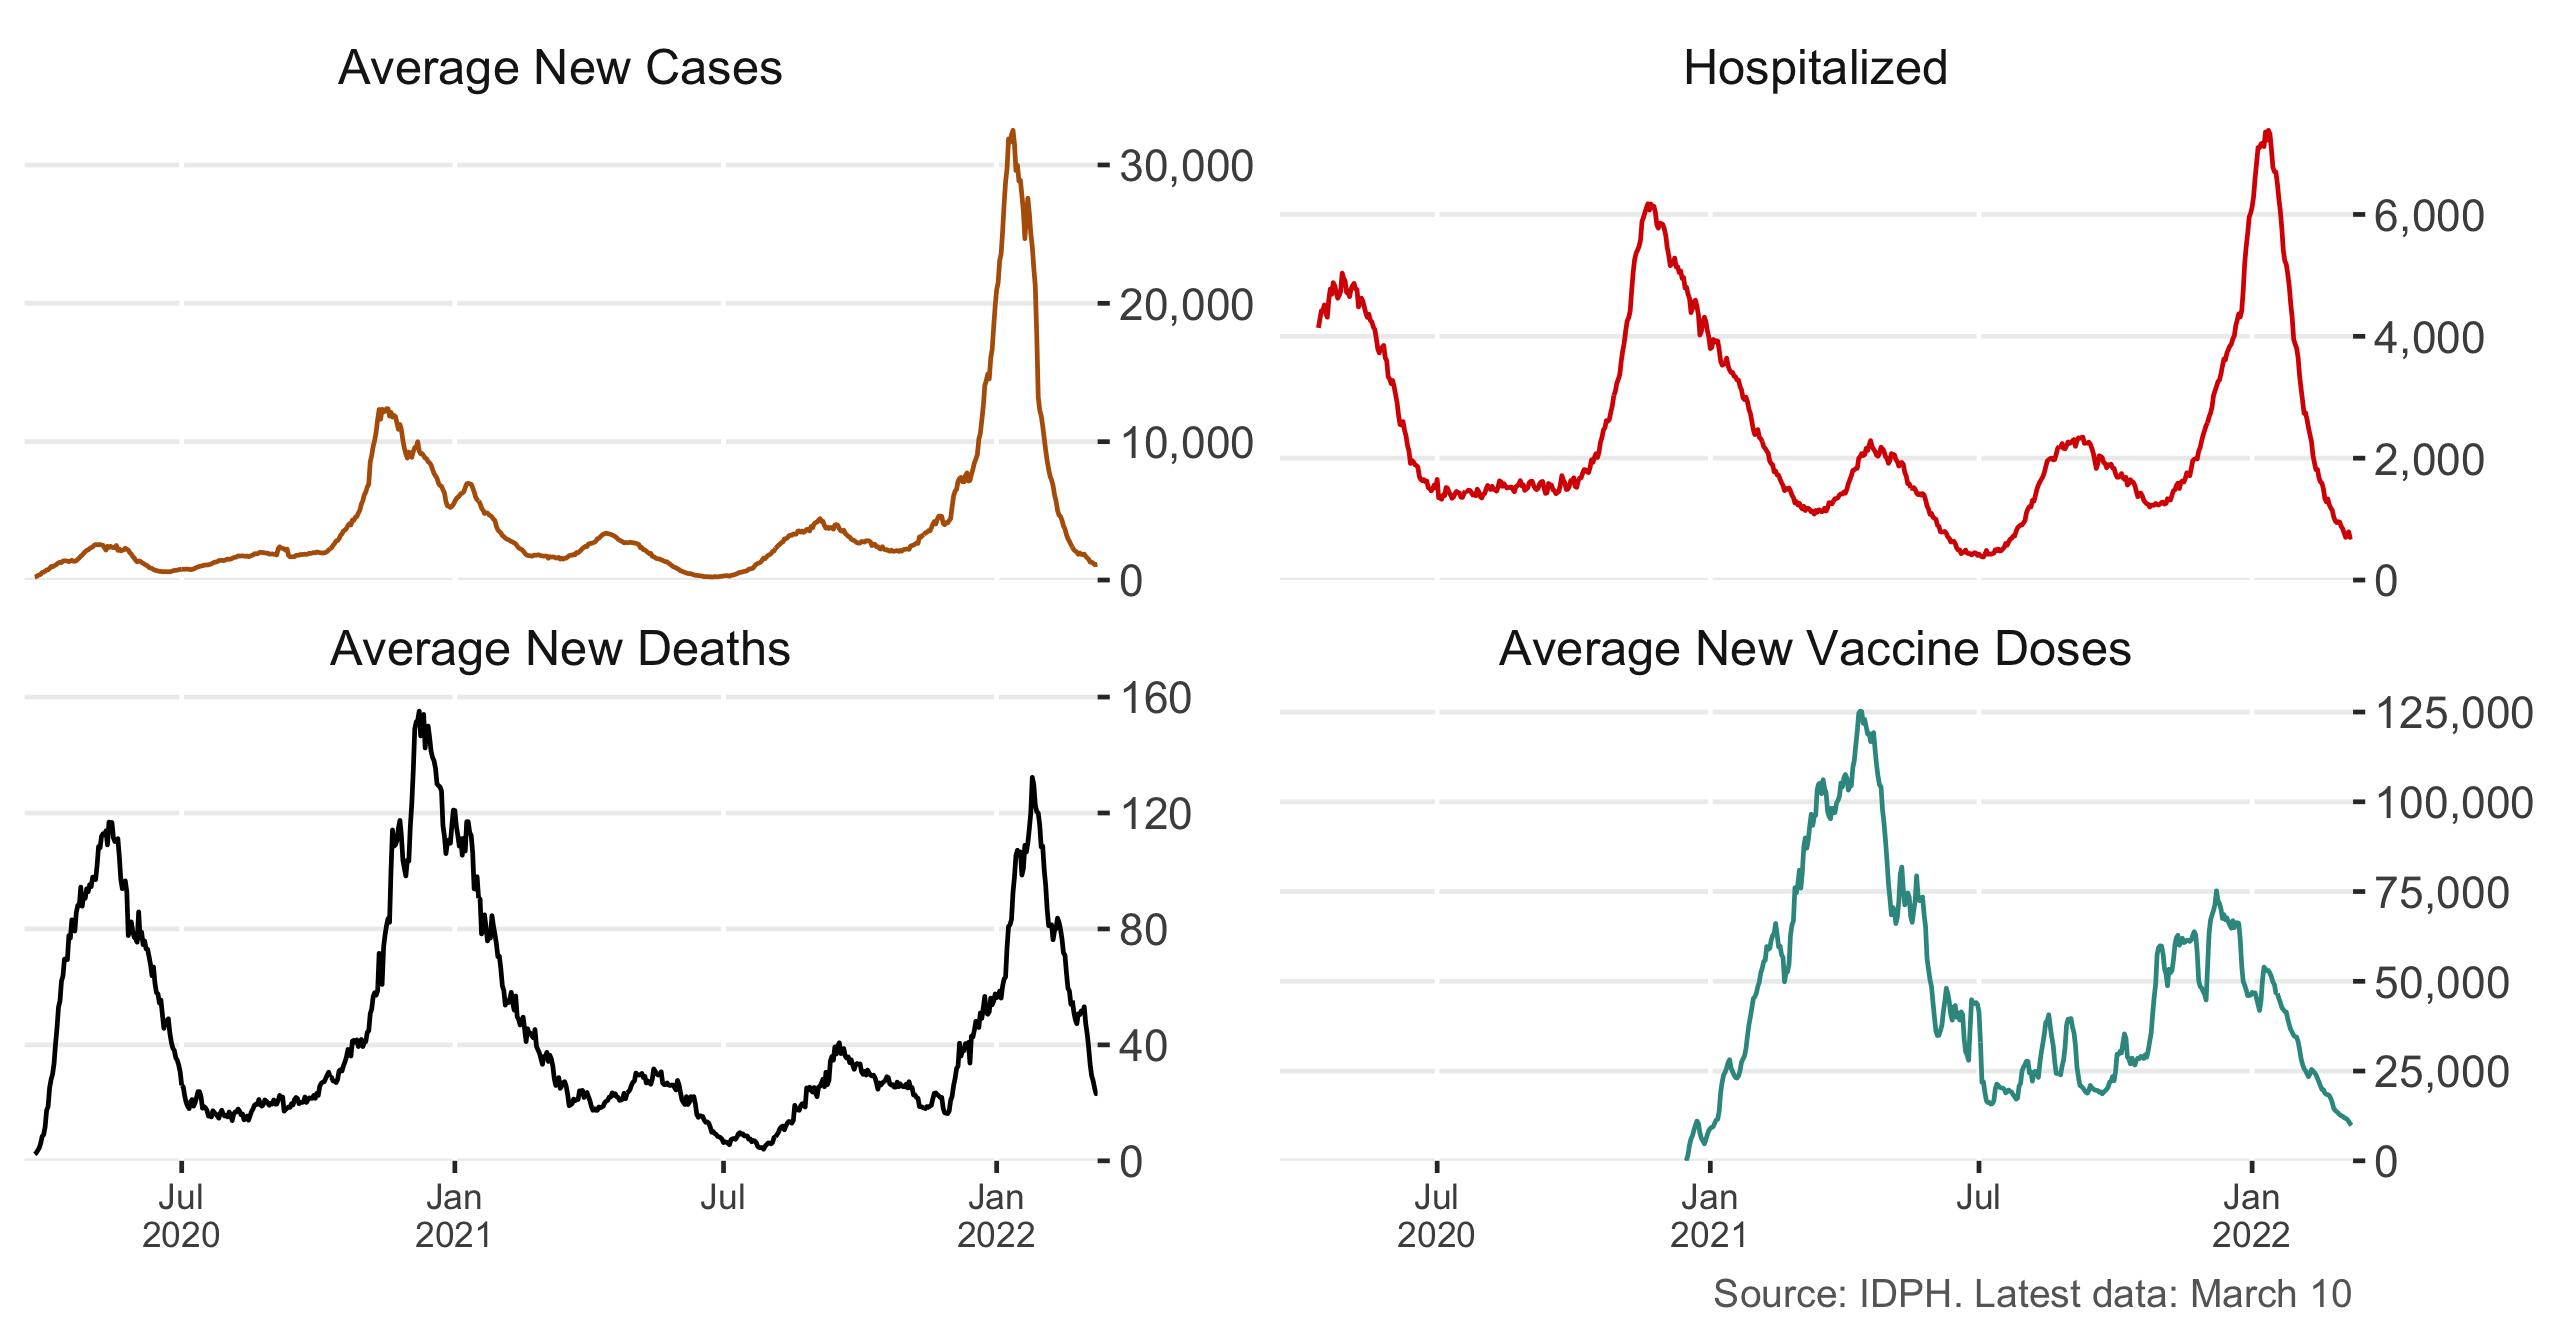 Average New Cases
30,000
20,000
10,000
0
Hospitalized
6,000
4,000
2,000
0
Average New Deaths
160
120
80
40
0
Jul
2020
Jan
2021
Jul
Jan
2022
Average New Vaccine Doses
125,000
100,000
75,000
50,000
25,000
0
Jul
2020
Jan
2021
Jul
Jan
2022
Source: IDPH. Latest data: March 10